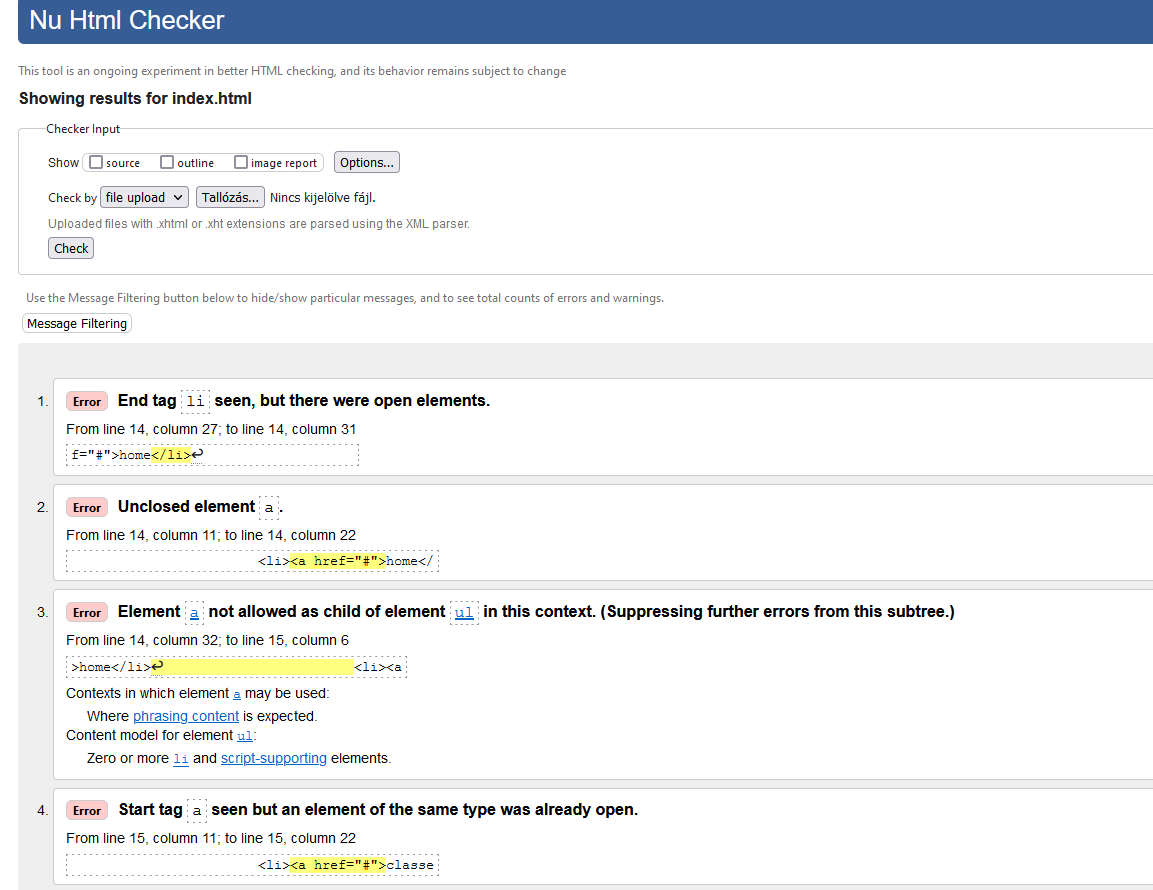 Nu Html Checker
This tool is an ongoing experiment in better HTML checking, and its behavior remains subject to change
Showing results for index.html
Checker Input
Show source outline image report Options...
Check by file upload Tallózás... Nincs kijelölve fájl.
Uploaded files with .xhtml or .xht extensions are parsed using the XML parser.
Check
Use the Message Filtering button below to hide/show particular messages, and to see total counts of errors and warnings.
Message Filtering
1. Error End tag li seen, but there were open elements.
From line 14, column 27; to line 14, column 31
f="#">home</li>↩
2. Error Unclosed element a.
From line 14, column 11; to line 14, column 22
<li><a href="#">home</
3. Error Element a not allowed as child of element ul in this context. (Suppressing further errors from this subtree.)
From line 14, column 32; to line 15, column 6
>home</li>↩ <li><a
Contexts in which element a may be used:
Where phrasing content is expected.
Content model for element ul:
Zero or more li and script-supporting elements.
4. Error Start tag a seen but an element of the same type was already open.
From line 15, column 11; to line 15, column 22
<li><a href="#">classe